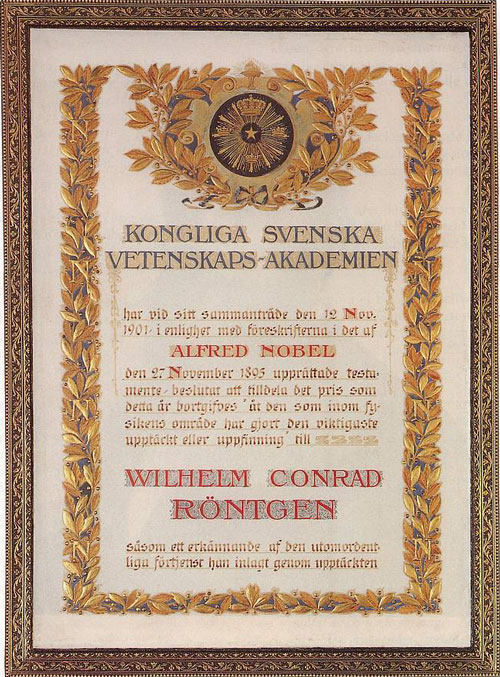 KONGLIGA SVENSKA
VETENSKAPS-AKADEMIEN
har vid sitt sammanträde den 12 Nov.
1901 i enlighet med föreskrifterna i det af
ALFRED NOBEL
den 27 November 1895 upprättade testa-
mente beslutat att tilldela det pris som
detta år bortgifves "åt den som inom fy-
sikens område har gjort den viktigaste
upptäckt eller uppfinning" till
WILHELM CONRAD
RÖNTGEN
såsom ett erkännande af den utomordent-
liga förtjenst han inlagt genom upptäckten